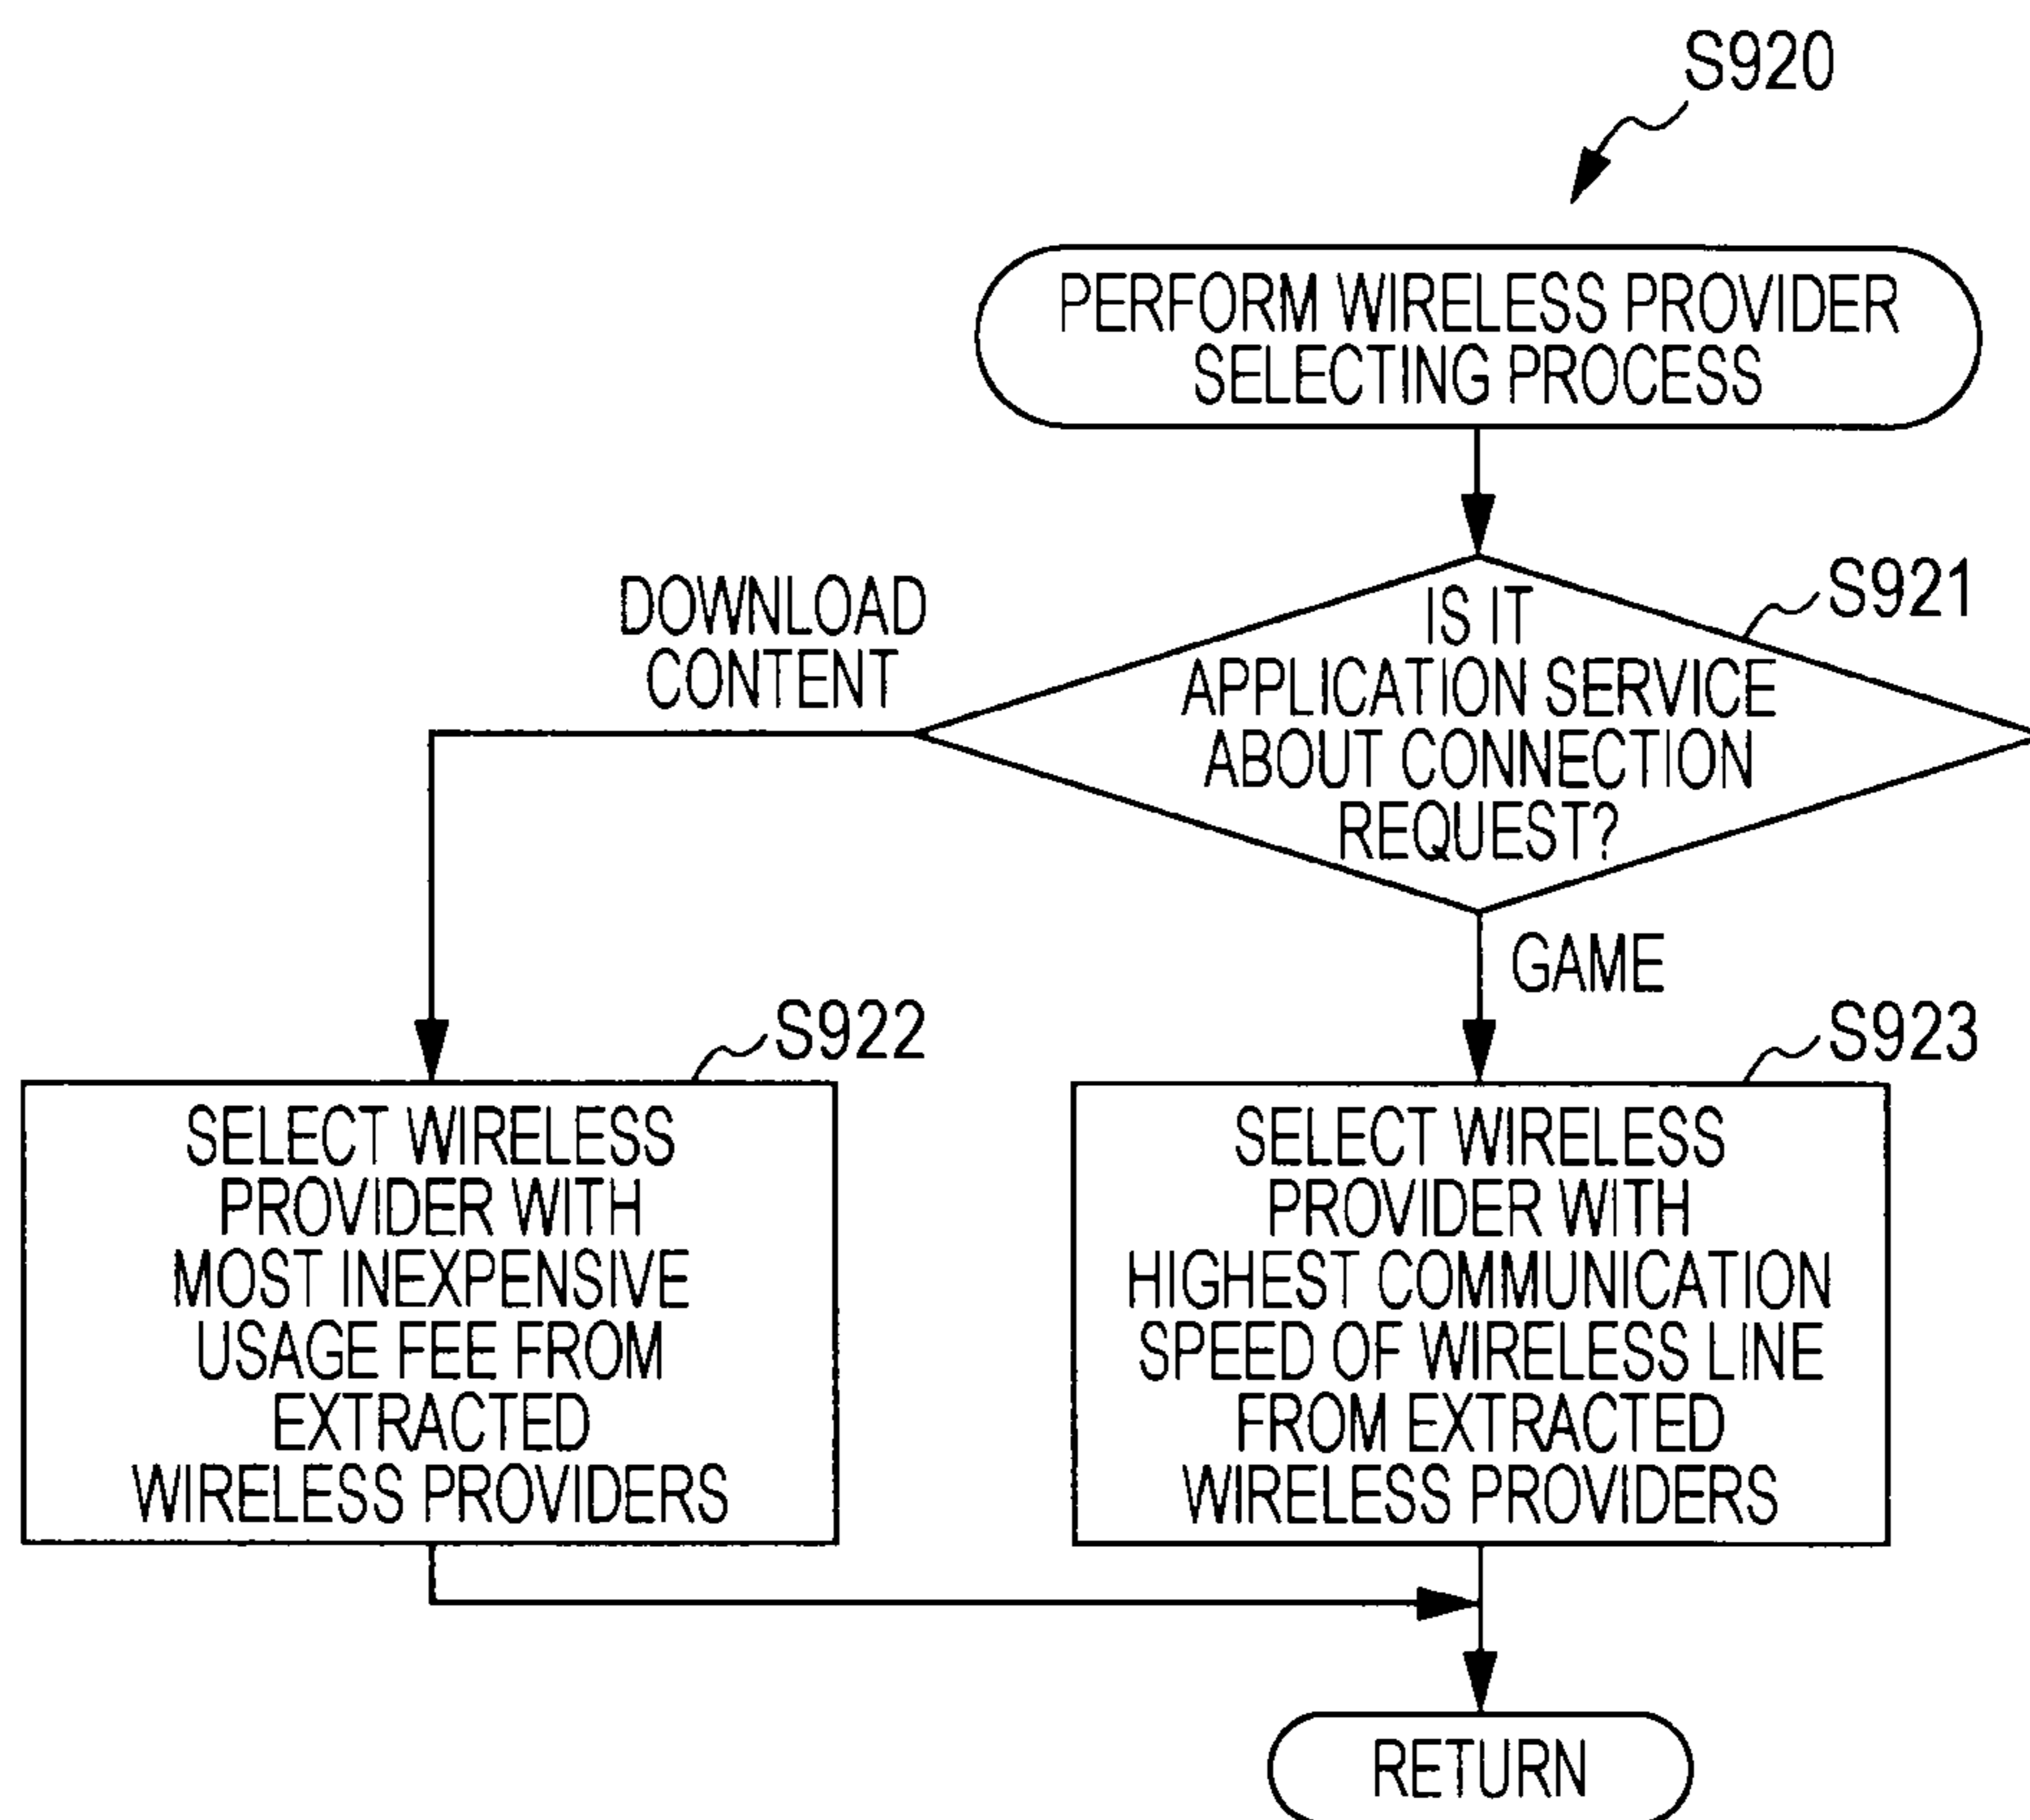 S920
PERFORM WIRELESS PROVIDER
SELECTING PROCESS
S921
IS IT
APPLICATION SERVICE
ABOUT CONNECTION
REQUEST?
DOWNLOAD
CONTENT
GAME
S922
SELECT WIRELESS
PROVIDER WITH
MOST INEXPENSIVE
USAGE FEE FROM
EXTRACTED
WIRELESS PROVIDERS
S923
SELECT WIRELESS
PROVIDER WITH
HIGHEST COMMUNICATION
SPEED OF WIRELESS LINE
FROM EXTRACTED
WIRELESS PROVIDERS
RETURN